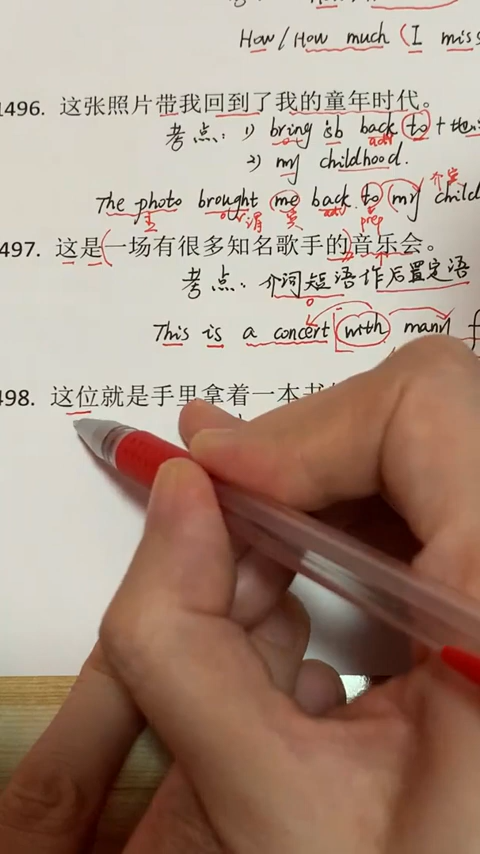 How/How much (I miss
1496. 这张照片带我回到了我的童年时代。
考点: 1) bring sb back to +
2) my childhood.
The photo brought me back to my child
主 谓 宾 adv prep 介宾
1497. 这是(一场有很多知名歌手的)音乐会。
考点: 介词短语作后置定语
This is a concert with many f
498. 这位就是手里拿着一本书